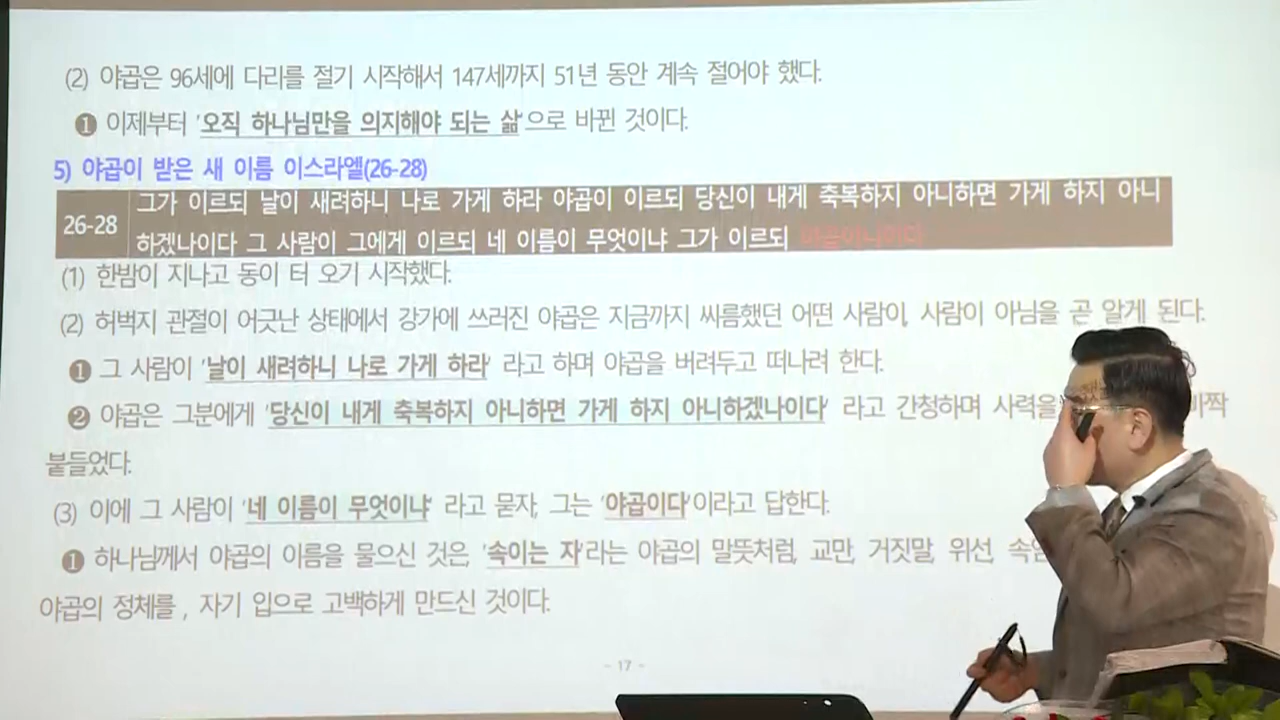 (2) 야곱은 96세에 다리를 절기 시작해서 147세까지 51년 동안 계속 절어야 했다.
❶ 이제부터 '오직 하나님만을 의지해야 되는 삶'으로 바뀐 것이다.
5) 야곱이 받은 새 이름 이스라엘(26-28)
26-28 그가 이르되 날이 새려하니 나로 가게 하라 야곱이 이르되 당신이 내게 축복하지 아니하면 가게 하지 아니
하겠나이다 그 사람이 그에게 이르되 네 이름이 무엇이냐 그가 이르되 야곱이니이다
(1) 한밤이 지나고 동이 터 오기 시작했다.
(2) 허벅지 관절이 어긋난 상태에서 강가에 쓰러진 야곱은 지금까지 씨름했던 어떤 사람이, 사람이 아님을 곧 알게 된다.
❶ 그 사람이 '날이 새려하니 나로 가게 하라' 라고 하며 야곱을 버려두고 떠나려 한다.
❷ 야곱은 그분에게 '당신이 내게 축복하지 아니하면 가게 하지 아니하겠나이다' 라고 간청하며 사력을 바짝
붙들었다.
(3) 이에 그 사람이 '네 이름이 무엇이냐' 라고 묻자, 그는 '야곱이다'이라고 답한다.
❶ 하나님께서 야곱의 이름을 물으신 것은, '속이는 자'라는 야곱의 말뜻처럼, 교만, 거짓말, 위선,
야곱의 정체를 , 자기 입으로 고백하게 만드신 것이다.
- 17 -